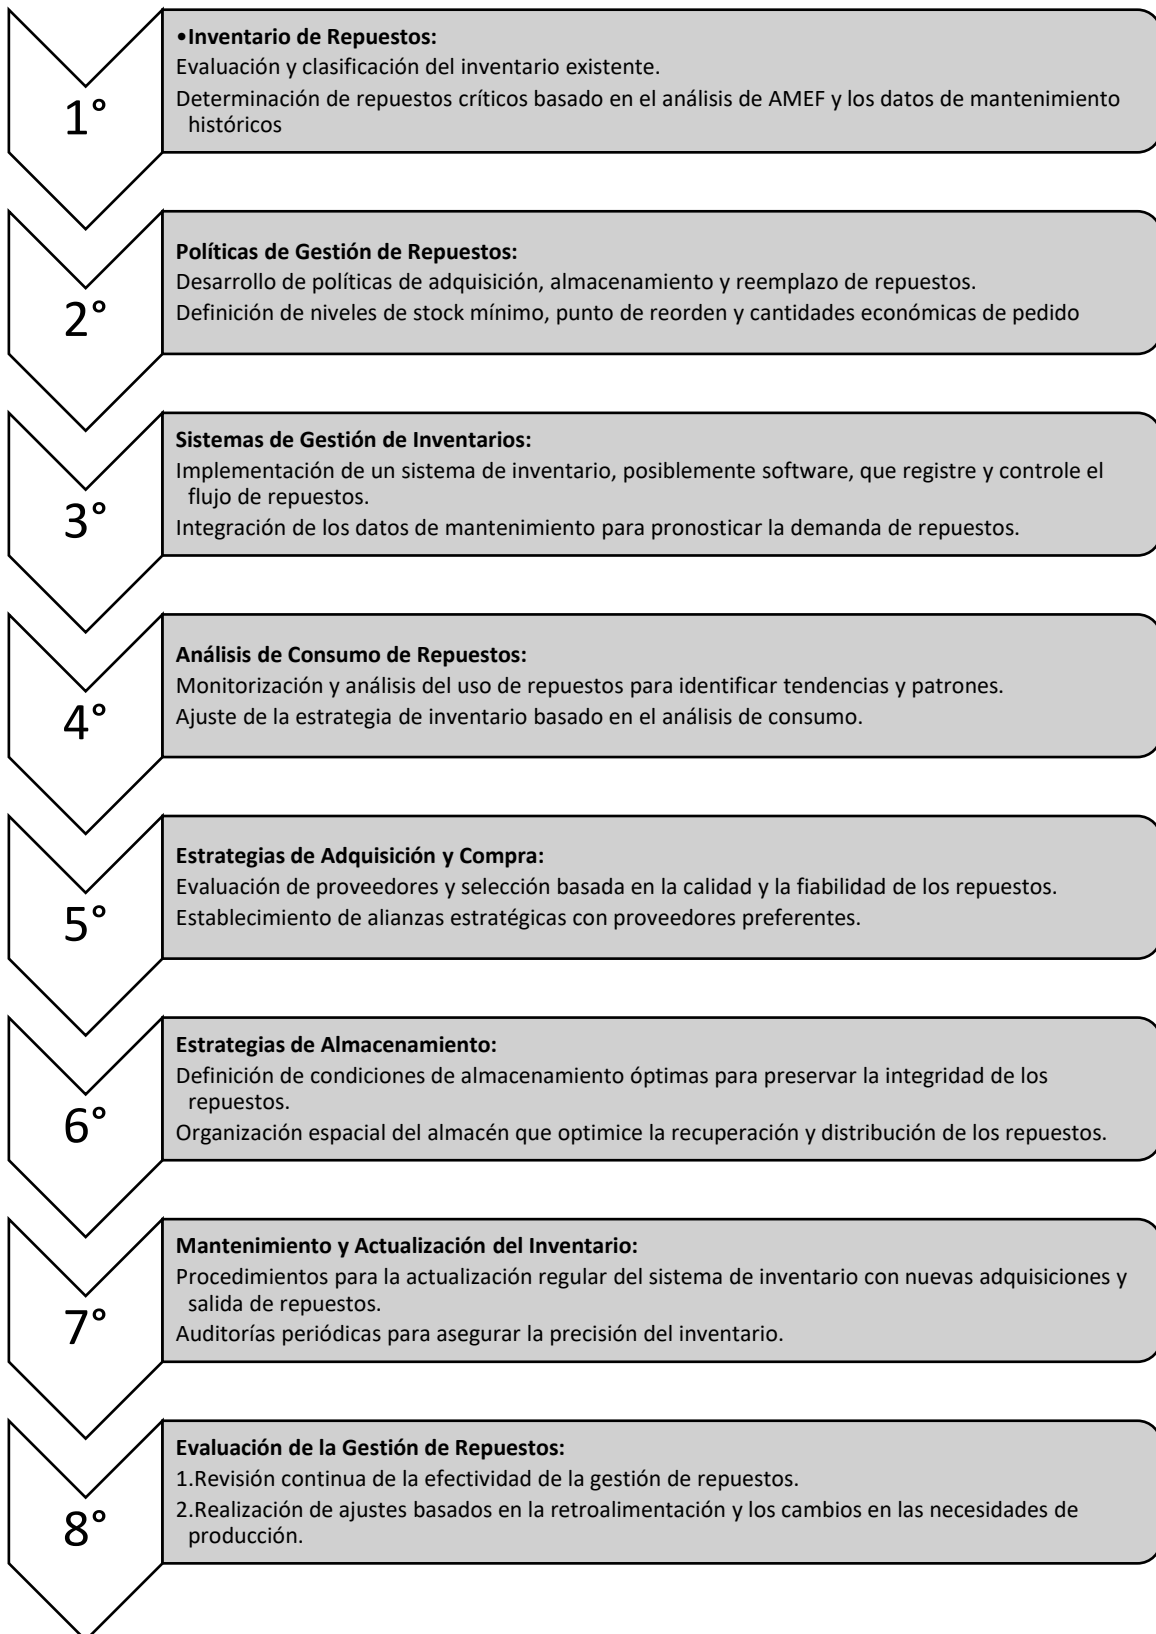 1°
•Inventario de Repuestos:
Evaluación y clasificación del inventario existente.
Determinación de repuestos críticos basado en el análisis de AMEF y los datos de mantenimiento
históricos
2°
Políticas de Gestión de Repuestos:
Desarrollo de políticas de adquisición, almacenamiento y reemplazo de repuestos.
Definición de niveles de stock mínimo, punto de reorden y cantidades económicas de pedido
3°
Sistemas de Gestión de Inventarios:
Implementación de un sistema de inventario, posiblemente software, que registre y controle el
flujo de repuestos.
Integración de los datos de mantenimiento para pronosticar la demanda de repuestos.
4°
Análisis de Consumo de Repuestos:
Monitorización y análisis del uso de repuestos para identificar tendencias y patrones.
Ajuste de la estrategia de inventario basado en el análisis de consumo.
5°
Estrategias de Adquisición y Compra:
Evaluación de proveedores y selección basada en la calidad y la fiabilidad de los repuestos.
Establecimiento de alianzas estratégicas con proveedores preferentes.
6°
Estrategias de Almacenamiento:
Definición de condiciones de almacenamiento óptimas para preservar la integridad de los
repuestos.
Organización espacial del almacén que optimice la recuperación y distribución de los repuestos.
7°
Mantenimiento y Actualización del Inventario:
Procedimientos para la actualización regular del sistema de inventario con nuevas adquisiciones y
salida de repuestos.
Auditorías periódicas para asegurar la precisión del inventario.
8°
Evaluación de la Gestión de Repuestos:
1.Revisión continua de la efectividad de la gestión de repuestos.
2.Realización de ajustes basados en la retroalimentación y los cambios en las necesidades de
producción.